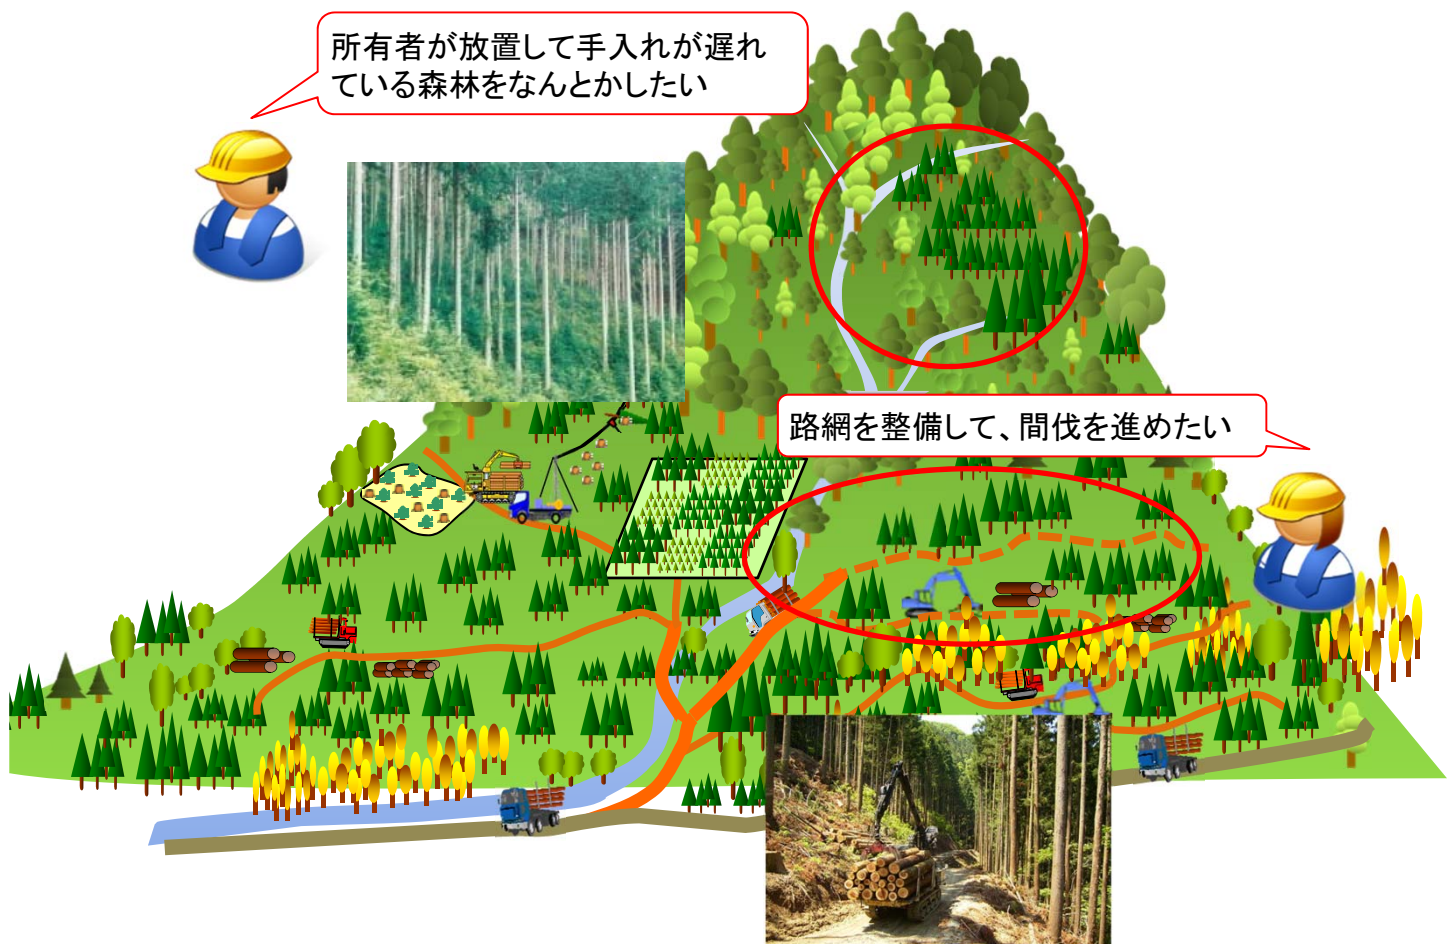 所有者が放置して手入れが遅れ
ている森林をなんとかしたい
路網を整備して、間伐を進めたい